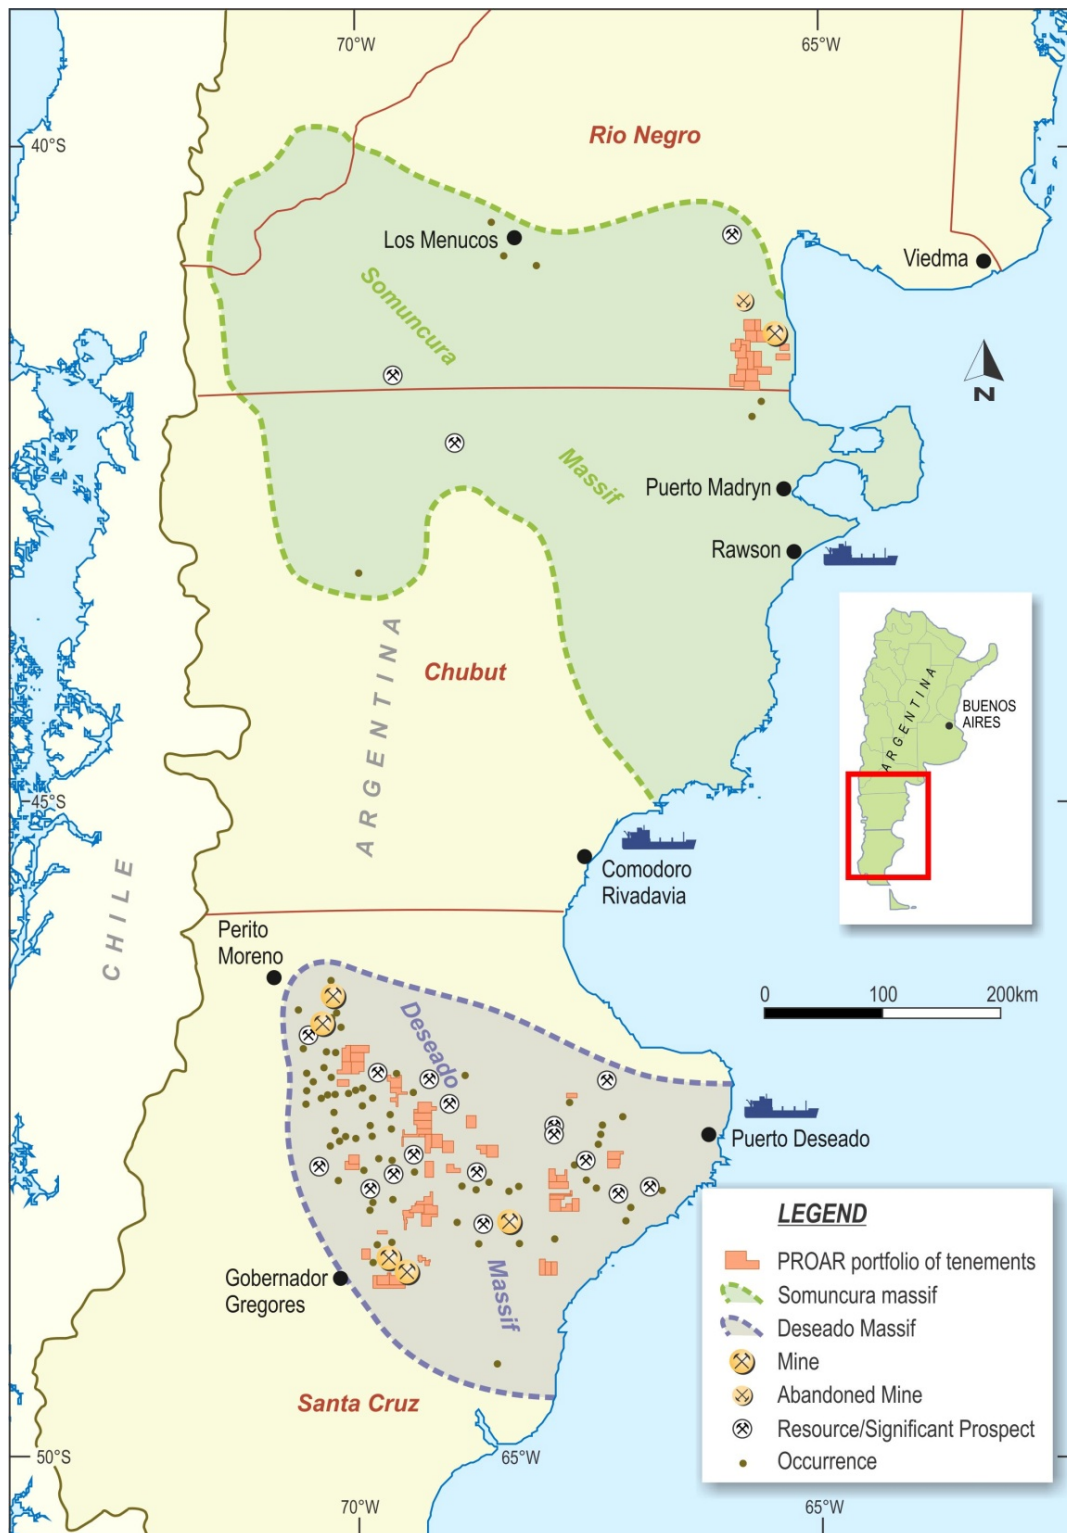 70°W
65°W
40°S
Rio Negro
Los Menucos
Viedma
Somuncura
N
Massif
Puerto Madryn
Rawson
ARGENTINA
Chubut
ARGENTINA
BUENOS
AIRES
45°S
CHILE
Comodoro
Rivadavia
Perito
Moreno
0
100
200km
Deseado
Puerto Deseado
Gobernador
Gregores
Massif
Santa Cruz
LEGEND
PROAR portfolio of tenements
Somuncura massif
Deseado Massif
Mine
Abandoned Mine
Resource/Significant Prospect
Occurrence
50°S
65°W
70°W
65°W